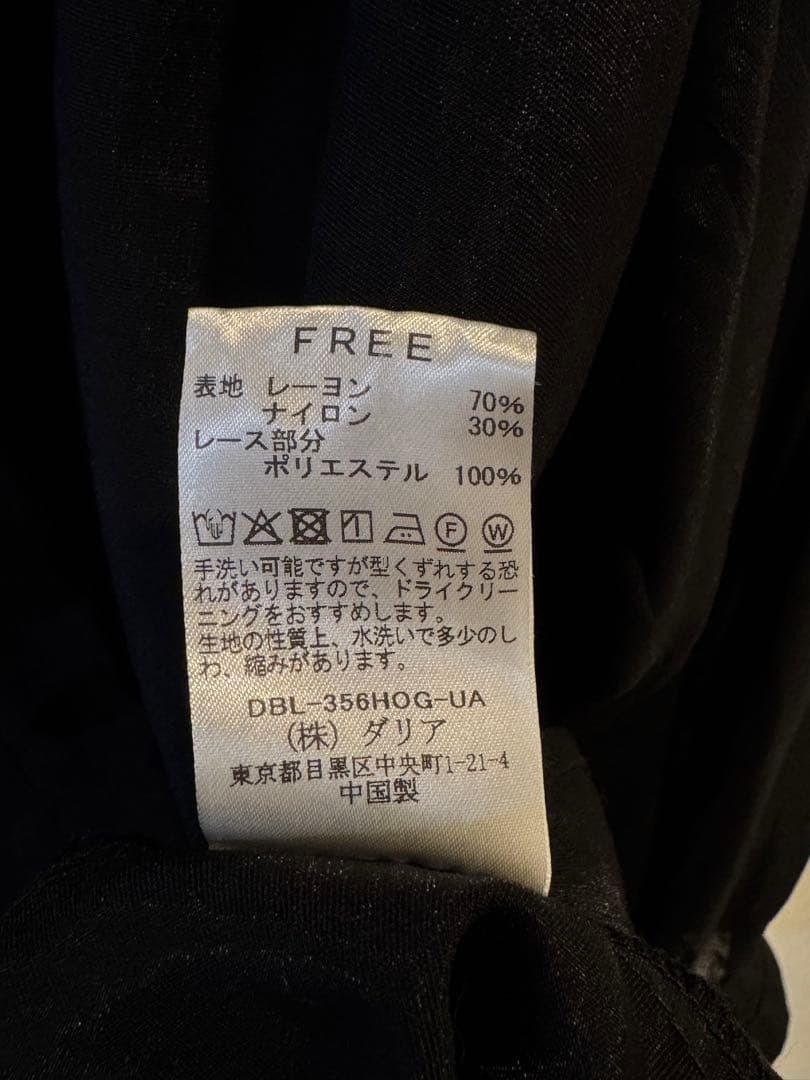 FREE
表地 レーヨン 70%
ナイロン 30%
レース部分
ポリエステル 100%
F W
手洗い可能ですが型くずれする恐
れがありますので、ドライクリー
ニングをおすすめします。
生地の性質上、水洗いで多少のし
わ、縮みがあります。
DBL-356HOG-UA
(株) ダリア
東京都目黒区中央町1-21-4
中国製